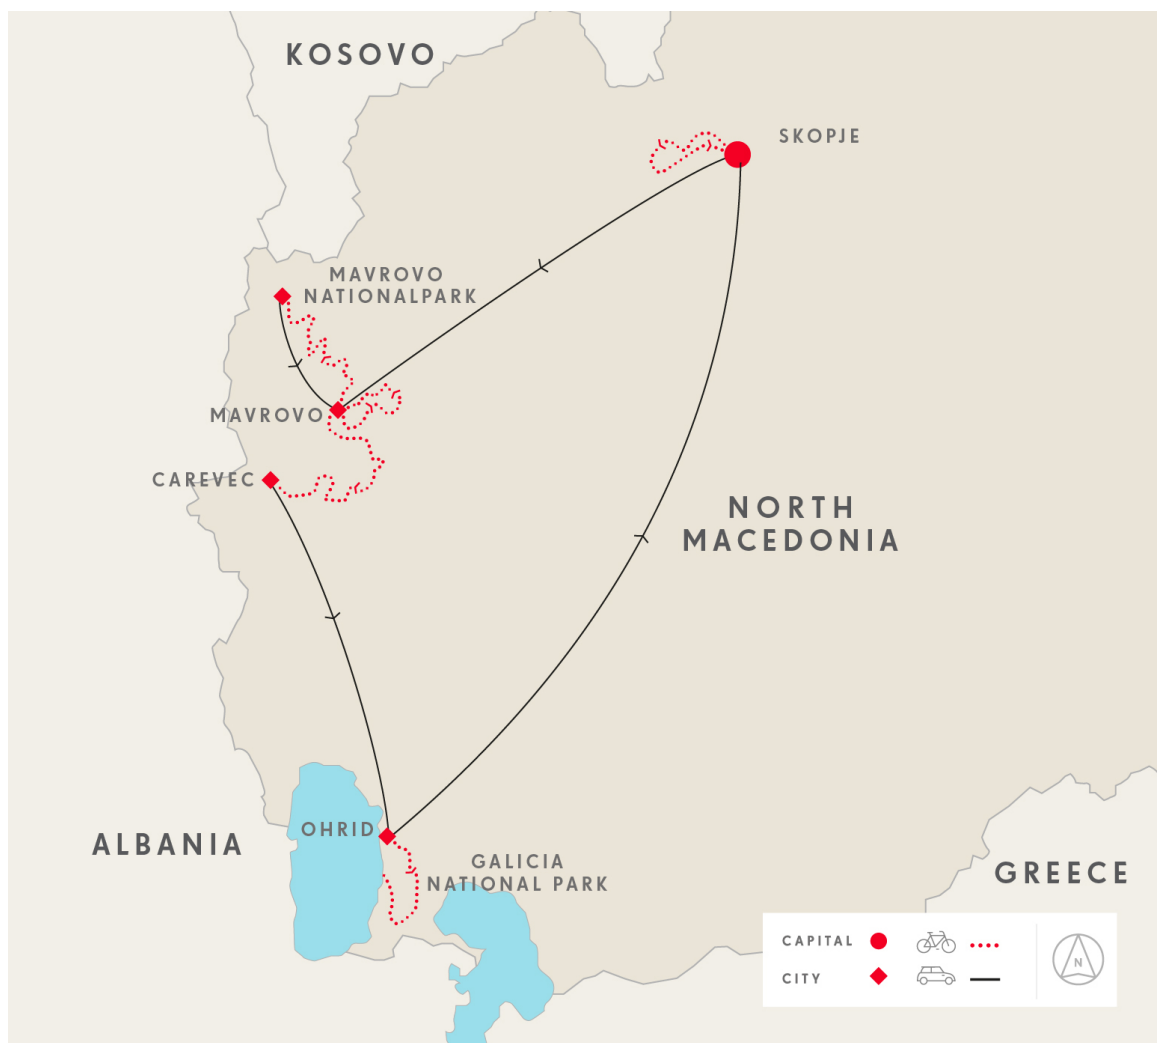 KOSOVO
SKOPJE
MAVROVO
NATIONALPARK
MAVROVO
CAREVEC
NORTH
MACEDONIA
OHRID
ALBANIA
GALICIA
NATIONAL PARK
GREECE
CAPITAL
CITY
N